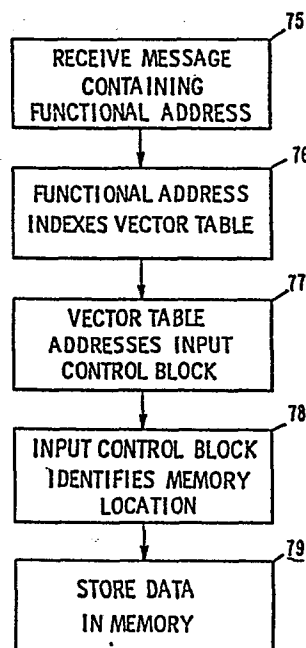 75
RECEIVE MESSAGE
CONTAINING
FUNCTIONAL ADDRESS
76
FUNCTIONAL ADDRESS
INDEXES VECTOR TABLE
77
VECTOR TABLE
ADDRESSES INPUT
CONTROL BLOCK
78
INPUT CONTROL BLOCK
IDENTIFIES MEMORY
LOCATION
79
STORE DATA
IN MEMORY